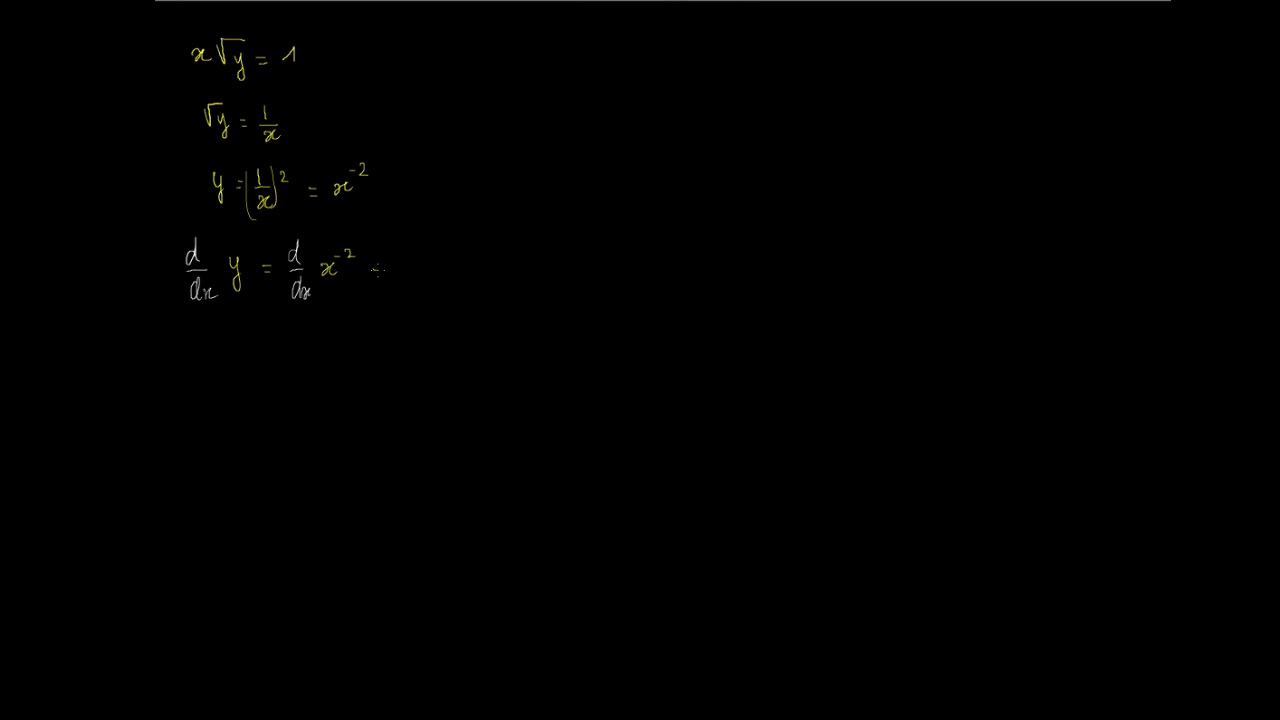 x√y = 1
√y = 1/x
y = (1/x)² = x⁻²
d/dx y = d/dx x⁻² =